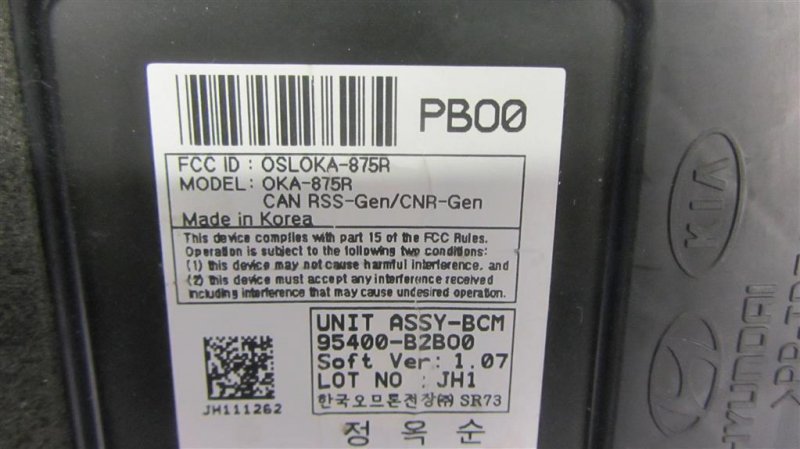 PBOO
FCC ID : OSLOKA-875R
MODEL: OKA-875R
CAN RSS-Gen/CNR-Gen
Made in Korea
This device complies with part 15 of the FCC Rules.
Operation is subject to the following two conditions:
(1) this device may not cause harmful interference, and
(2) this device must accept any interference received
including interference that may cause undesired operation.
UNIT ASSY-BCM
95400-B2BOO
Soft Ver: 1.07
LOT NO : JH1
한국오므론전장㈜ SR73
JH111262
정 옥 순
KIA
HYUNDAI